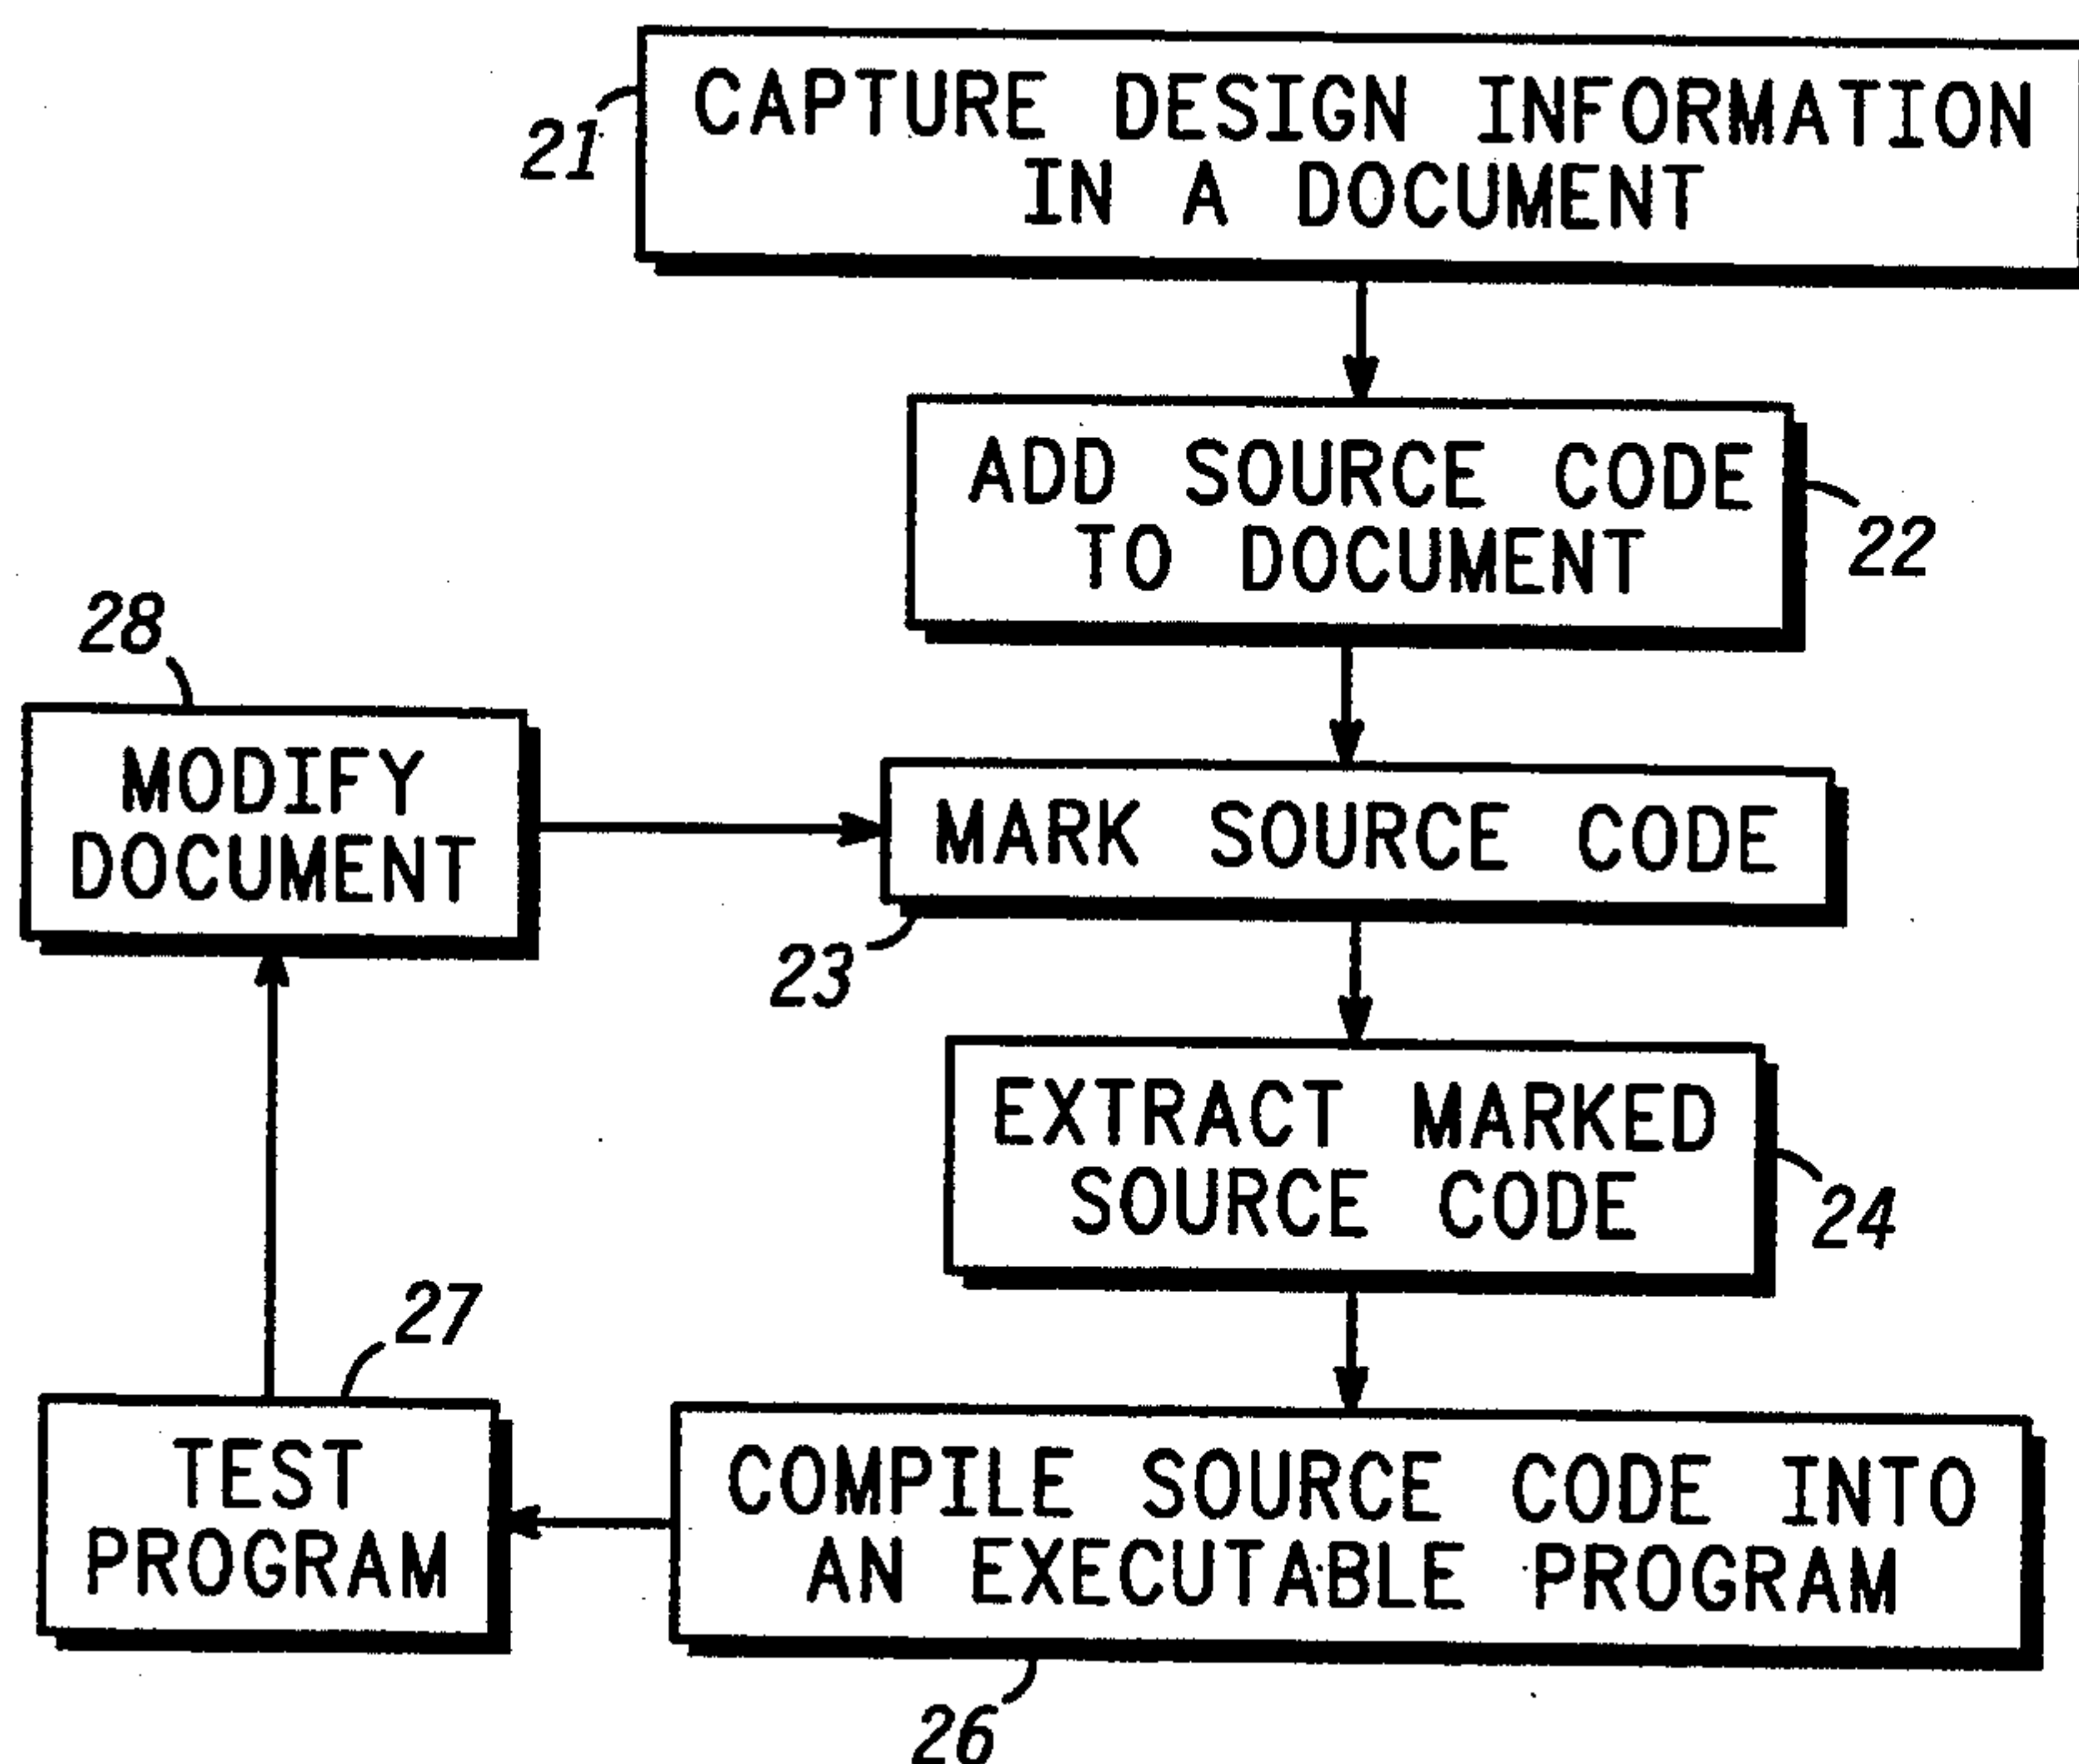 CAPTURE DESIGN INFORMATION
IN A DOCUMENT
21
ADD SOURCE CODE
TO DOCUMENT
22
28
MODIFY
DOCUMENT
MARK SOURCE CODE
23
EXTRACT MARKED
SOURCE CODE
24
27
TEST
PROGRAM
COMPILE SOURCE CODE INTO
AN EXECUTABLE PROGRAM
26